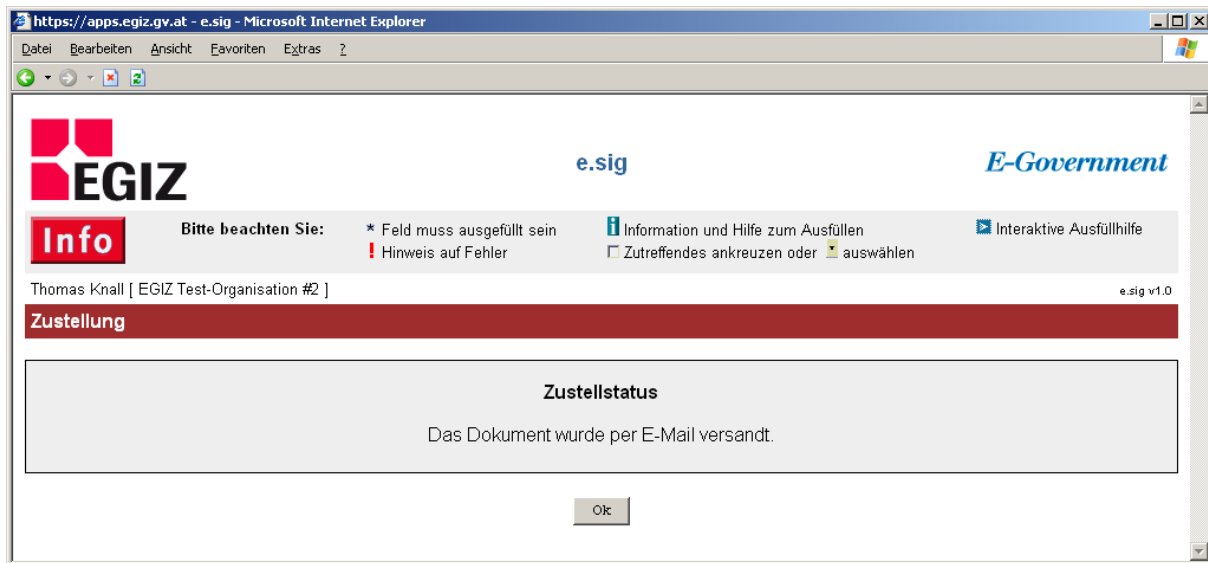 https://apps.egiz.gv.at - e.sig - Microsoft Internet Explorer
Datei Bearbeiten Ansicht Favoriten Extras ?
EGIZ
e.sig
E-Government
Info
Bitte beachten Sie:
* Feld muss ausgefüllt sein
! Hinweis auf Fehler
i Information und Hilfe zum Ausfüllen
Zutreffendes ankreuzen oder auswählen
Interaktive Ausfüllhilfe
Thomas Knall [ EGIZ Test-Organisation #2 ]
e.sig v1.0
Zustellung
Zustellstatus
Das Dokument wurde per E-Mail versandt.
Ok